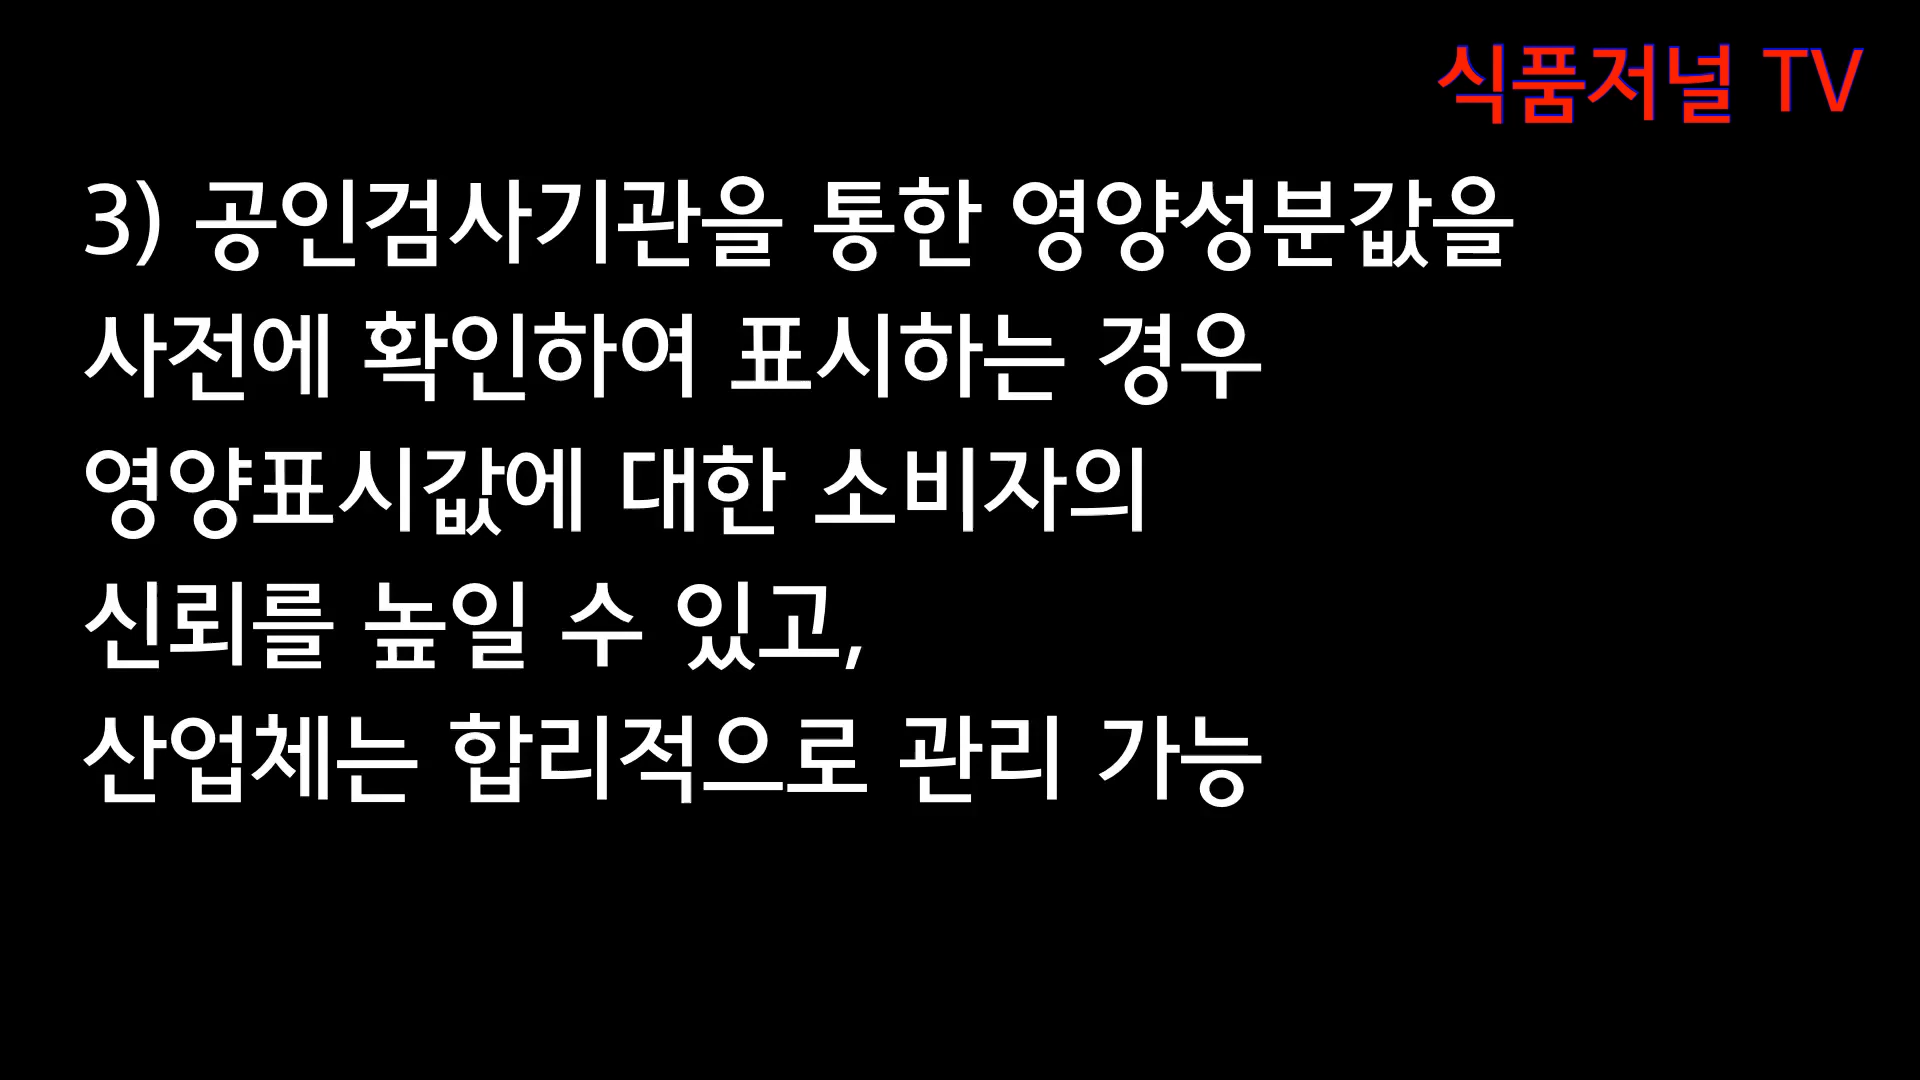 식품저널 TV
3) 공인검사기관을 통한 영양성분값을
사전에 확인하여 표시하는 경우
영양표시값에 대한 소비자의
신뢰를 높일 수 있고,
산업체는 합리적으로 관리 가능